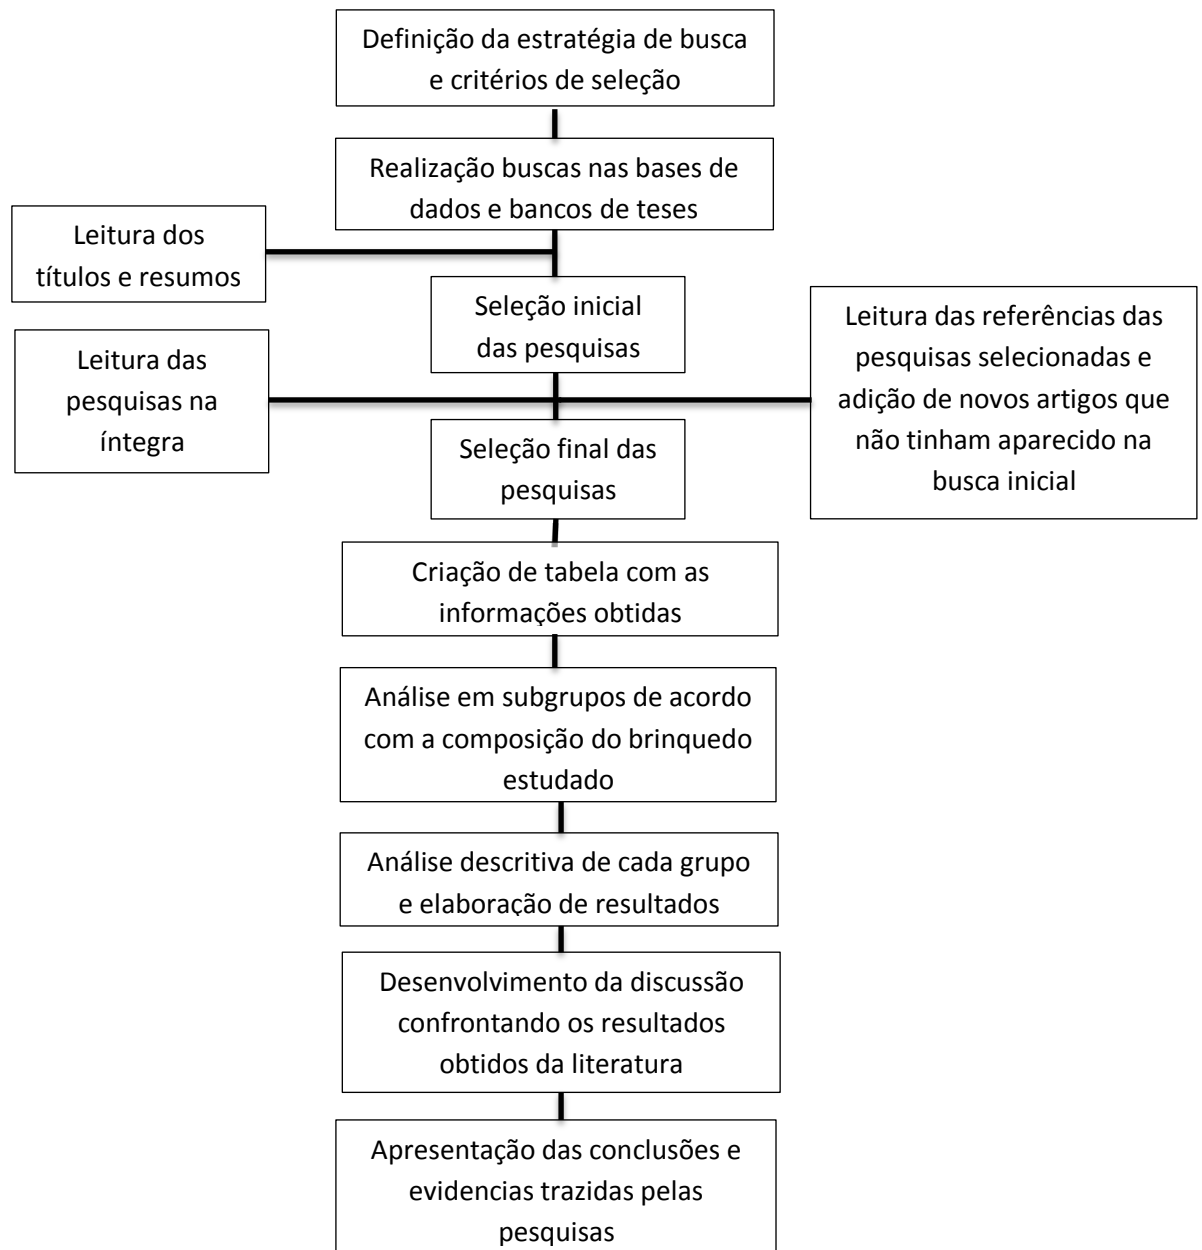 Definição da estratégia de busca
e critérios de seleção
Realização buscas nas bases de
dados e bancos de teses
Leitura dos
títulos e resumos
Seleção inicial
das pesquisas
Leitura das
pesquisas na
íntegra
Leitura das referências das
pesquisas selecionadas e
adição de novos artigos que
não tinham aparecido na
busca inicial
Seleção final das
pesquisas
Criação de tabela com as
informações obtidas
Análise em subgrupos de acordo
com a composição do brinquedo
estudado
Análise descritiva de cada grupo
e elaboração de resultados
Desenvolvimento da discussão
confrontando os resultados
obtidos da literatura
Apresentação das conclusões e
evidencias trazidas pelas
pesquisas